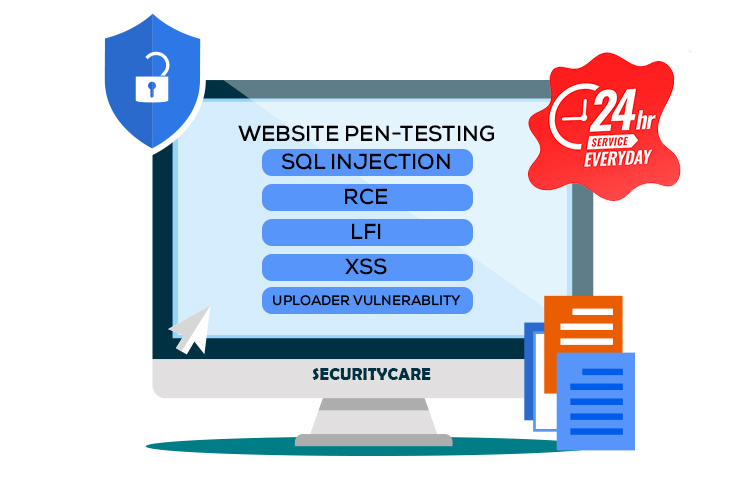 WEBSITE PEN-TESTING
SQL INJECTION
RCE
LFI
XSS
UPLOADER VULNERABLITY
SECURITYCARE
24hr
SERVICE
EVERYDAY